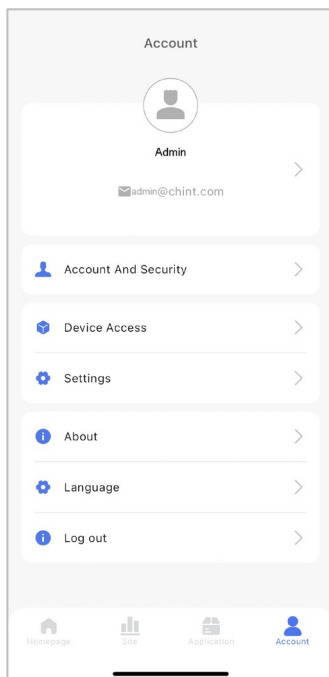 Account
Admin
admin@chint.com
Account And Security
Device Access
Settings
About
Language
Log out
Homepage
Site
Application
Account